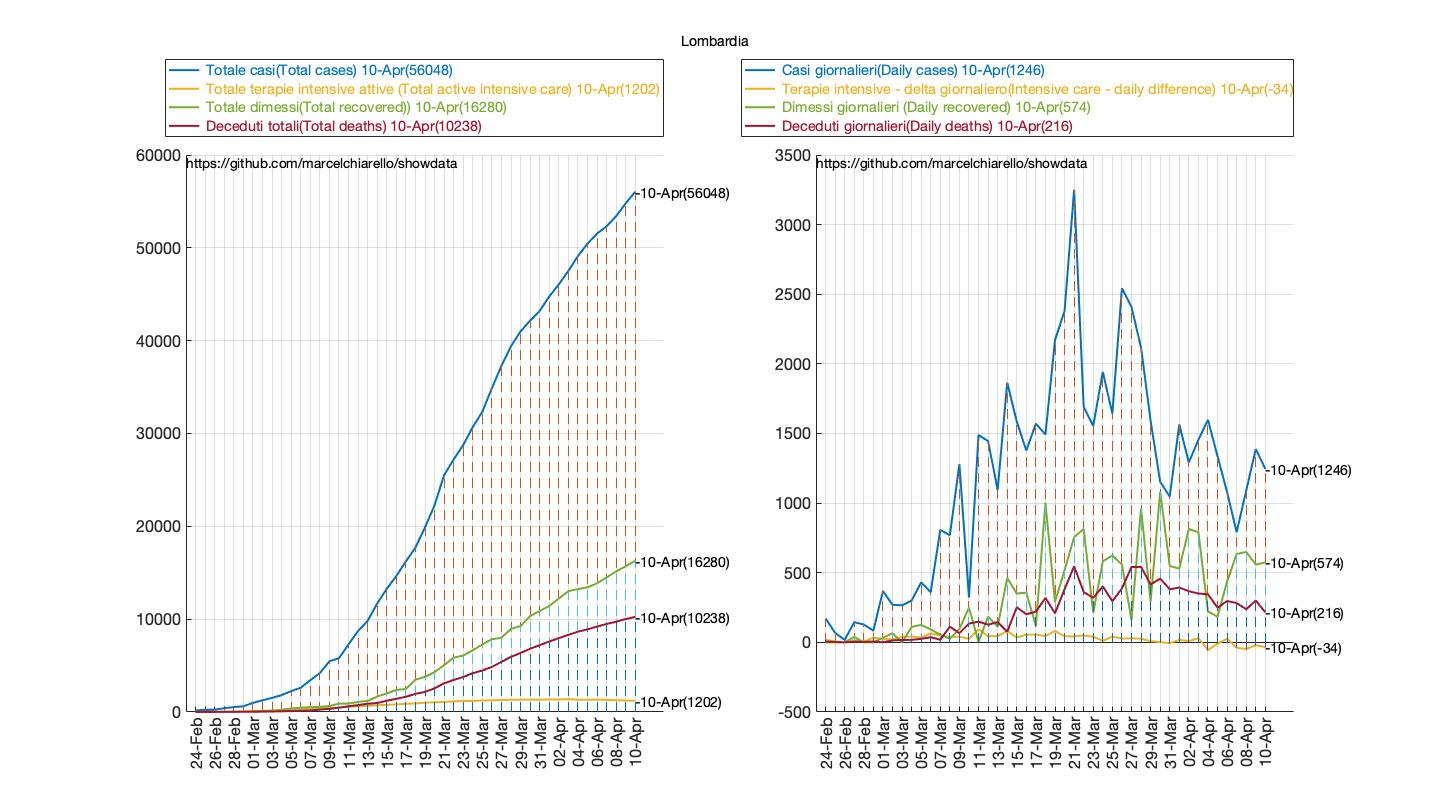 Lombardia
Totale casi(Total cases) 10-Apr(56048)
Totale terapie intensive attive (Total active intensive care) 10-Apr(1202)
Totale dimessi(Total recovered)) 10-Apr(16280)
Deceduti totali(Total deaths) 10-Apr(10238)
Casi giornalieri(Daily cases) 10-Apr(1246)
Terapie intensive - delta giornaliero(Intensive care - daily difference) 10-Apr(-34)
Dimessi giornalieri (Daily recovered) 10-Apr(574)
Deceduti giornalieri(Daily deaths) 10-Apr(216)
https://github.com/marcelchiarello/showdata
60000
50000
40000
30000
20000
10000
0
10-Apr(56048)
10-Apr(16280)
10-Apr(10238)
10-Apr(1202)
24-Feb
26-Feb
28-Feb
01-Mar
03-Mar
05-Mar
07-Mar
09-Mar
11-Mar
13-Mar
15-Mar
17-Mar
19-Mar
21-Mar
23-Mar
25-Mar
27-Mar
29-Mar
31-Mar
02-Apr
04-Apr
06-Apr
08-Apr
10-Apr
https://github.com/marcelchiarello/showdata
3500
3000
2500
2000
1500
1000
500
0
-500
10-Apr(1246)
10-Apr(574)
10-Apr(216)
10-Apr(-34)
24-Feb
26-Feb
28-Feb
01-Mar
03-Mar
05-Mar
07-Mar
09-Mar
11-Mar
13-Mar
15-Mar
17-Mar
19-Mar
21-Mar
23-Mar
25-Mar
27-Mar
29-Mar
31-Mar
02-Apr
04-Apr
06-Apr
08-Apr
10-Apr